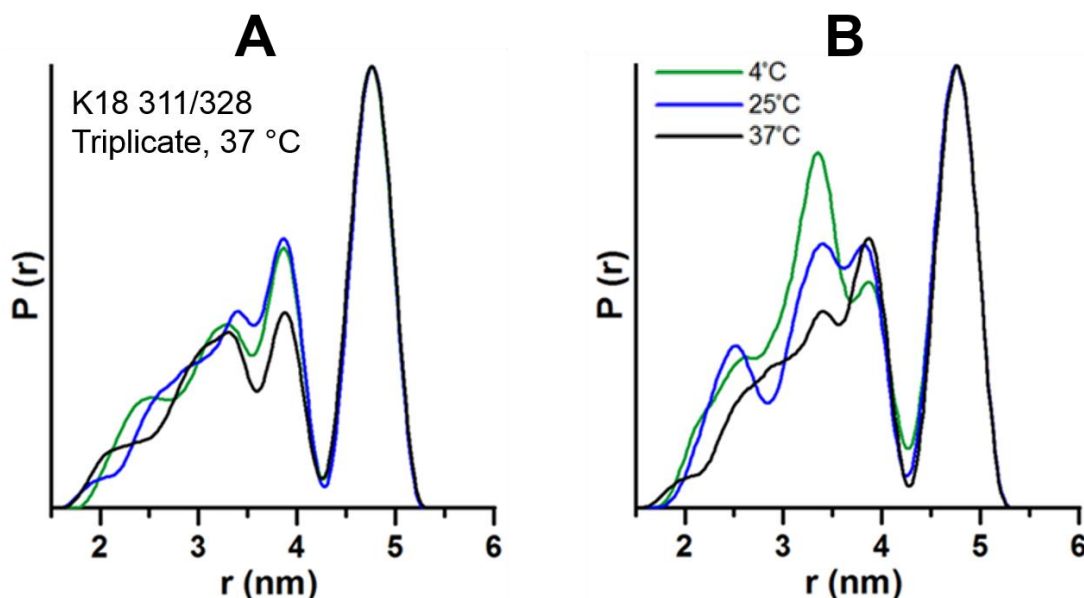 A
K18 311/328
Triplicate, 37 °C
P (r)
2 3 4 5 6
r (nm)
B
4°C
25°C
37°C
P (r)
2 3 4 5 6
r (nm)